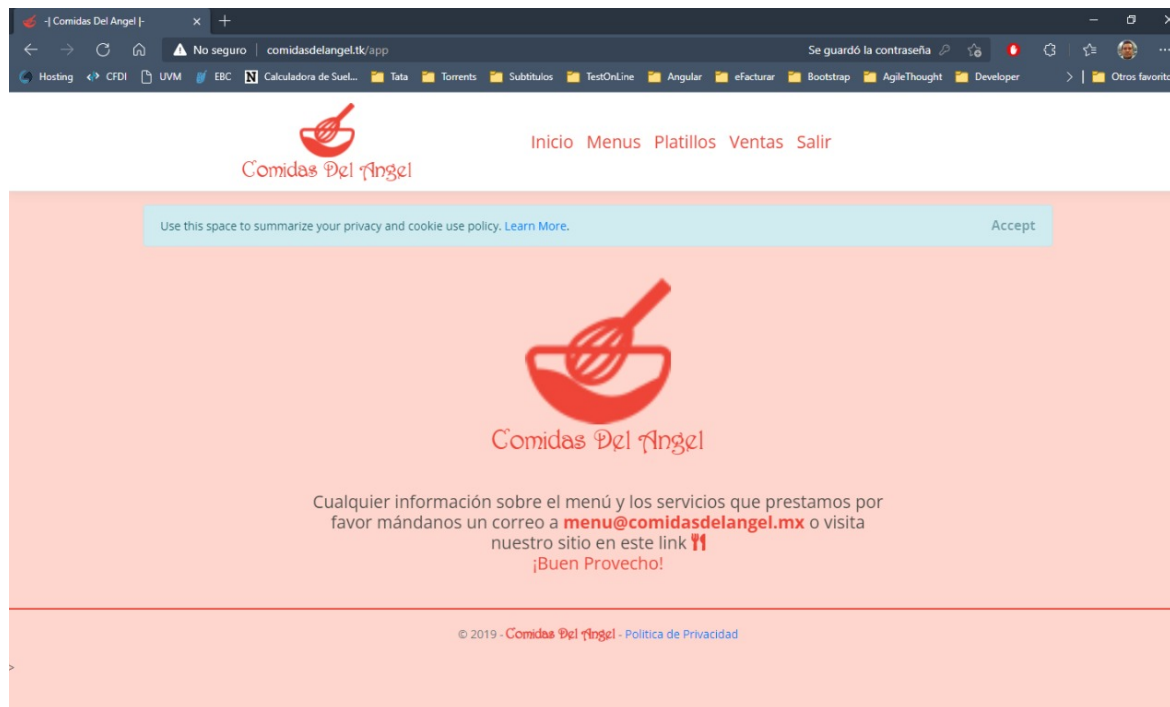 -| Comidas Del Angel |-
No seguro | comidasdelangel.tk/app
Se guardó la contraseña
Hosting CFDI UVM EBC Calculadora de Suel... Tata Torrents Subtitulos TestOnLine Angular eFacturar Bootstrap AgileThought Developer Otros favorito
Comidas Del Angel
Inicio Menus Platillos Ventas Salir
Use this space to summarize your privacy and cookie use policy. Learn More.
Accept
Comidas Del Angel
Cualquier información sobre el menú y los servicios que prestamos por
favor mándanos un correo a menu@comidasdelangel.mx o visita
nuestro sitio en este link
¡Buen Provecho!
© 2019 - Comidas Del Angel - Politica de Privacidad
>